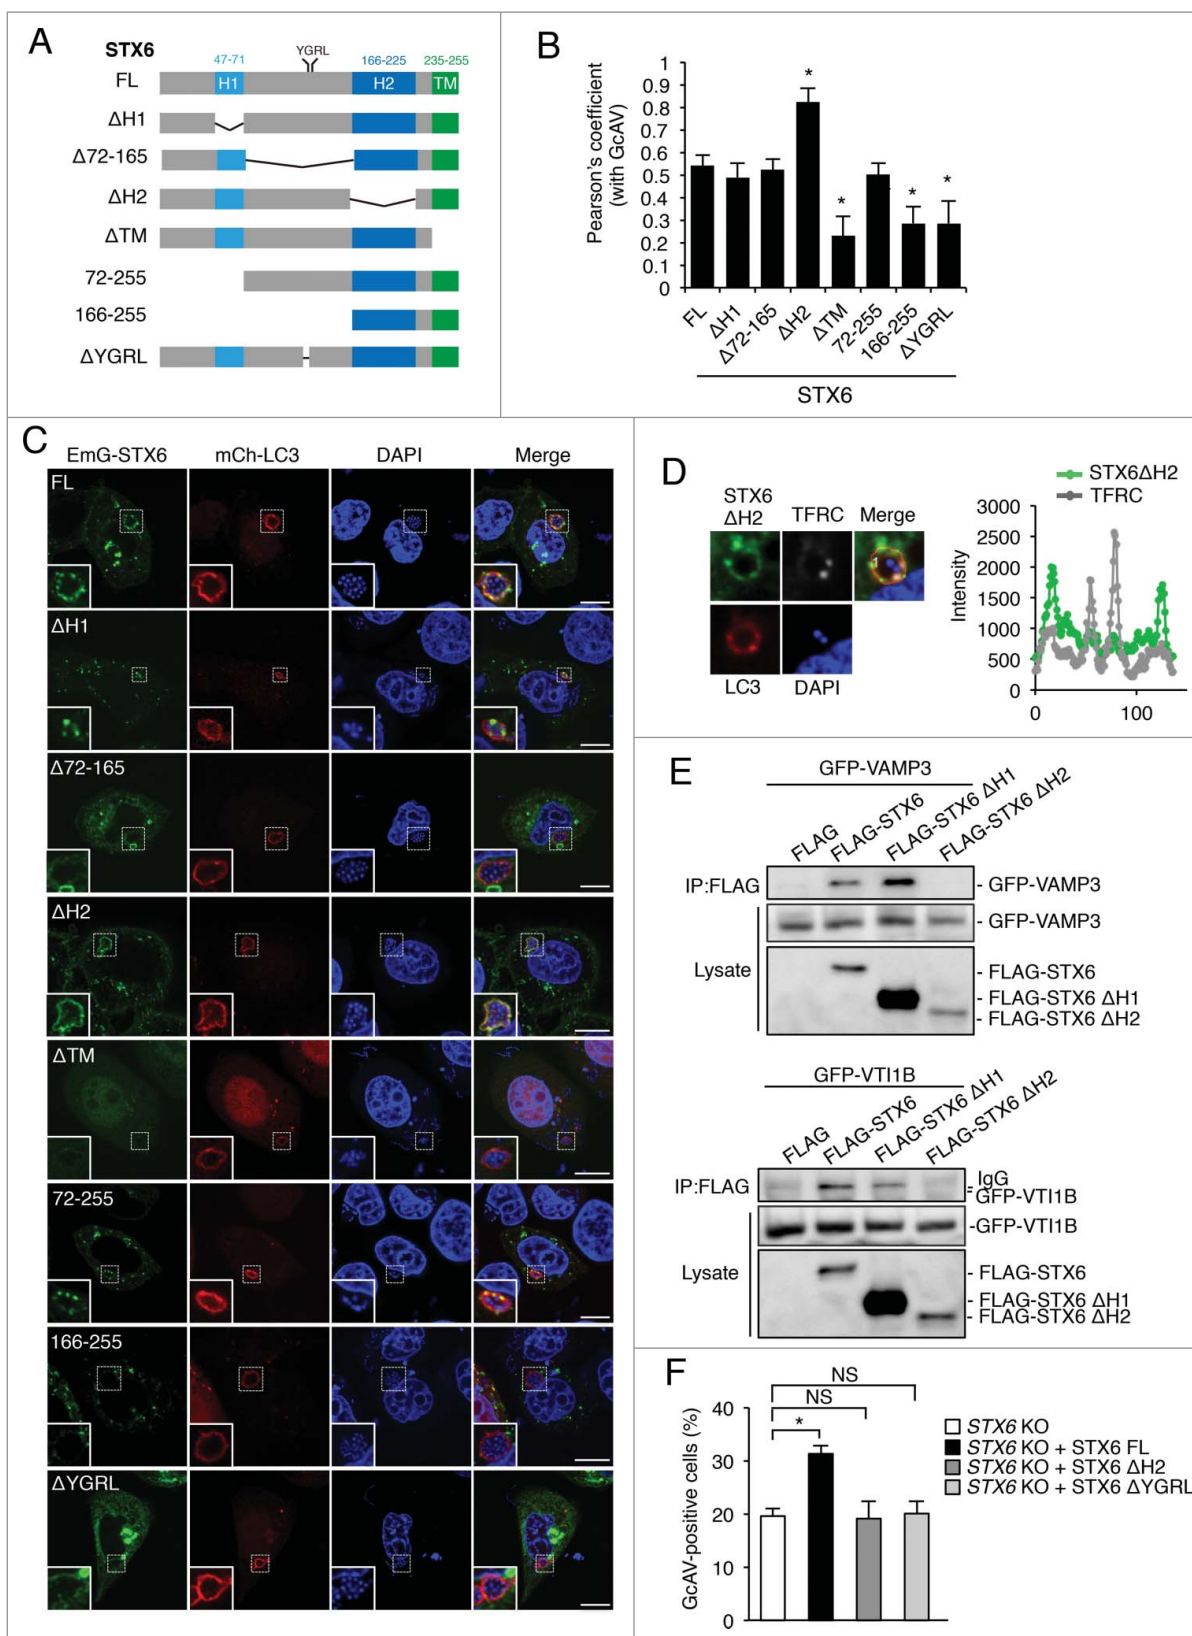 A
STX6
47-71
YGRL
166-225
235-255
FL
H1
H2
TM
ΔH1
Δ72-165
ΔH2
ΔTM
72-255
166-255
ΔYGRL
B
Pearson's coefficient
(with GcAV)
1
0.9
0.8
0.7
0.6
0.5
0.4
0.3
0.2
0.1
0
*
*
*
*
FL
ΔH1
Δ72-165
ΔH2
ΔTM
72-255
166-255
ΔYGRL
STX6
C
EmG-STX6 mCh-LC3 DAPI Merge
FL
ΔH1
Δ72-165
ΔH2
ΔTM
72-255
166-255
ΔYGRL
D
STX6
ΔH2
TFRC
Merge
1
LC3
DAPI
STX6ΔH2
TFRC
Intensity
3000
2500
2000
1500
1000
500
0
0
100
E
GFP-VAMP3
FLAG
FLAG-STX6
FLAG-STX6 ΔH1
FLAG-STX6 ΔH2
IP:FLAG
- GFP-VAMP3
- GFP-VAMP3
Lysate
- FLAG-STX6
- FLAG-STX6 ΔH1
- FLAG-STX6 ΔH2
GFP-VTI1B
FLAG
FLAG-STX6
FLAG-STX6 ΔH1
FLAG-STX6 ΔH2
IP:FLAG
- IgG
- GFP-VTI1B
-GFP-VTI1B
Lysate
- FLAG-STX6
- FLAG-STX6 ΔH1
- FLAG-STX6 ΔH2
F
GcAV-positive cells (%)
40
30
20
10
0
NS
NS
*
STX6 KO
STX6 KO + STX6 FL
STX6 KO + STX6 ΔH2
STX6 KO + STX6 ΔYGRL